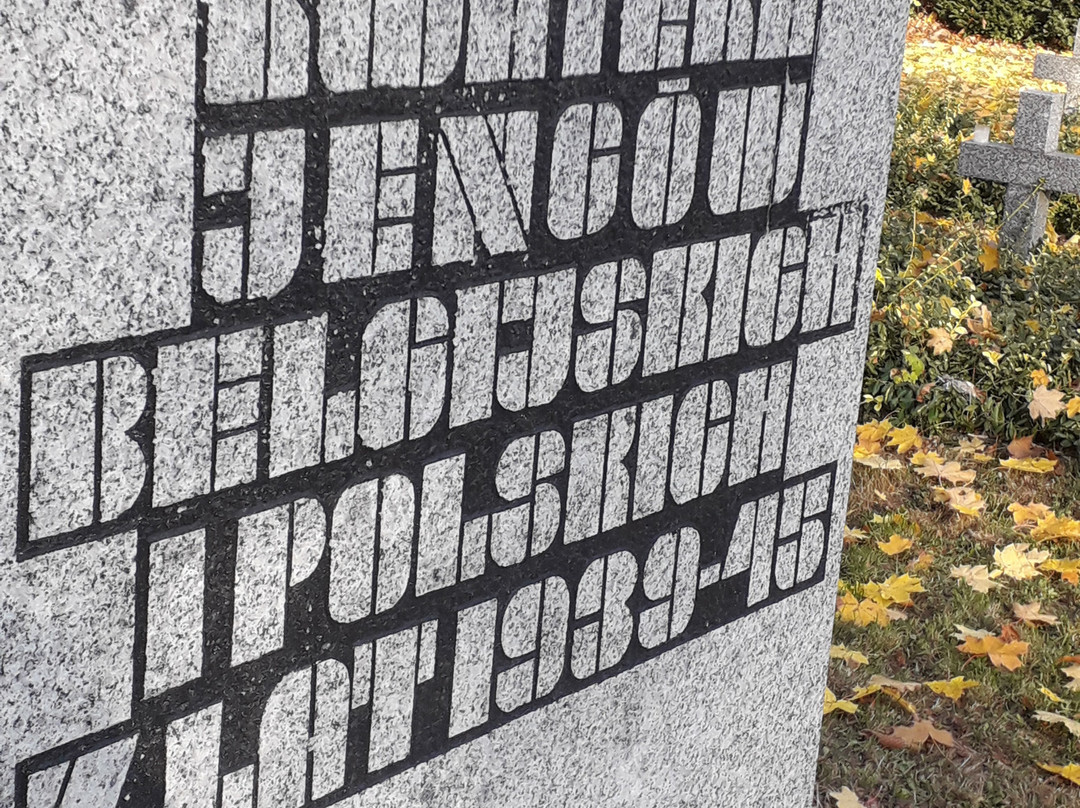 JENCÓW
BELGIJSKICH
I POLSKICH
Z LAT 1939-45